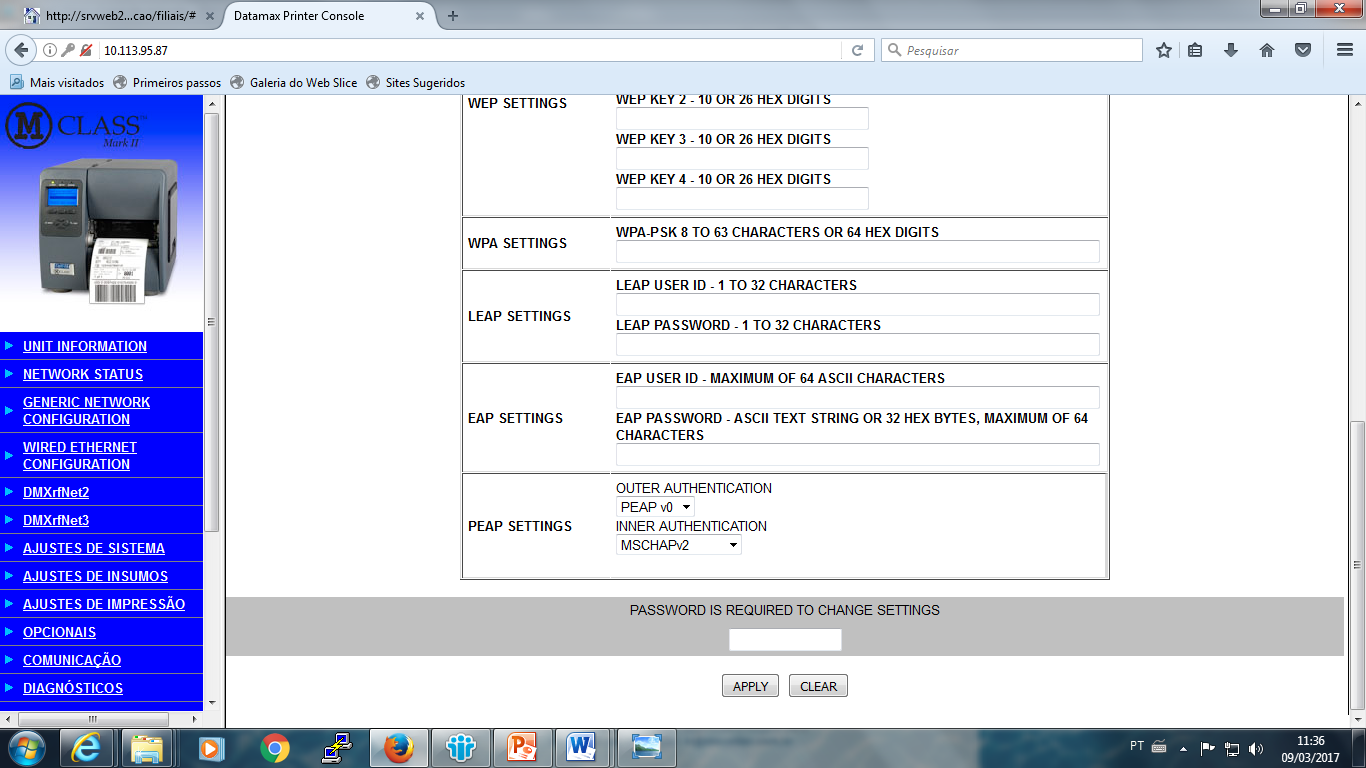 http://srvweb2...cao/filiais/#
Datamax Printer Console
10.113.95.87
Pesquisar
Mais visitados
Primeiros passos
Galeria do Web Slice
Sites Sugeridos
M CLASS™
Mark II
UNIT INFORMATION
NETWORK STATUS
GENERIC NETWORK
CONFIGURATION
WIRED ETHERNET
CONFIGURATION
DMXrfNet2
DMXrfNet3
AJUSTES DE SISTEMA
AJUSTES DE INSUMOS
AJUSTES DE IMPRESSÃO
OPCIONAIS
COMUNICAÇÃO
DIAGNÓSTICOS
WEP SETTINGS
WEP KEY 2 - 10 OR 26 HEX DIGITS
WEP KEY 3 - 10 OR 26 HEX DIGITS
WEP KEY 4 - 10 OR 26 HEX DIGITS
WPA SETTINGS
WPA-PSK 8 TO 63 CHARACTERS OR 64 HEX DIGITS
LEAP SETTINGS
LEAP USER ID - 1 TO 32 CHARACTERS
LEAP PASSWORD - 1 TO 32 CHARACTERS
EAP SETTINGS
EAP USER ID - MAXIMUM OF 64 ASCII CHARACTERS
EAP PASSWORD - ASCII TEXT STRING OR 32 HEX BYTES, MAXIMUM OF 64
CHARACTERS
PEAP SETTINGS
OUTER AUTHENTICATION
PEAP v0
INNER AUTHENTICATION
MSCHAPv2
PASSWORD IS REQUIRED TO CHANGE SETTINGS
APPLY
CLEAR
PT
11:36
09/03/2017